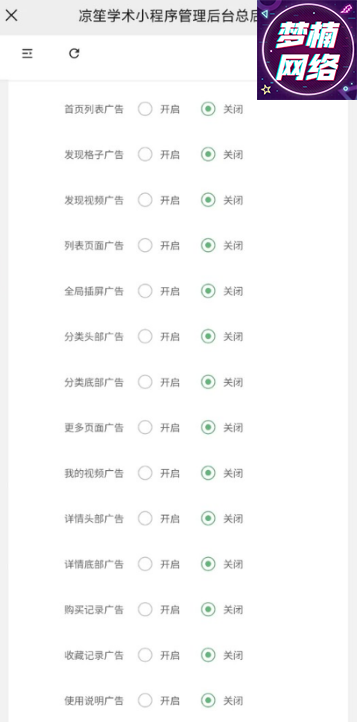 凉笙学术小程序管理后台总后
梦楠
网络
首页列表广告 开启 关闭
发现格子广告 开启 关闭
发现视频广告 开启 关闭
列表页面广告 开启 关闭
全局插屏广告 开启 关闭
分类头部广告 开启 关闭
分类底部广告 开启 关闭
更多页面广告 开启 关闭
我的视频广告 开启 关闭
详情头部广告 开启 关闭
详情底部广告 开启 关闭
购买记录广告 开启 关闭
收藏记录广告 开启 关闭
使用说明广告 开启 关闭